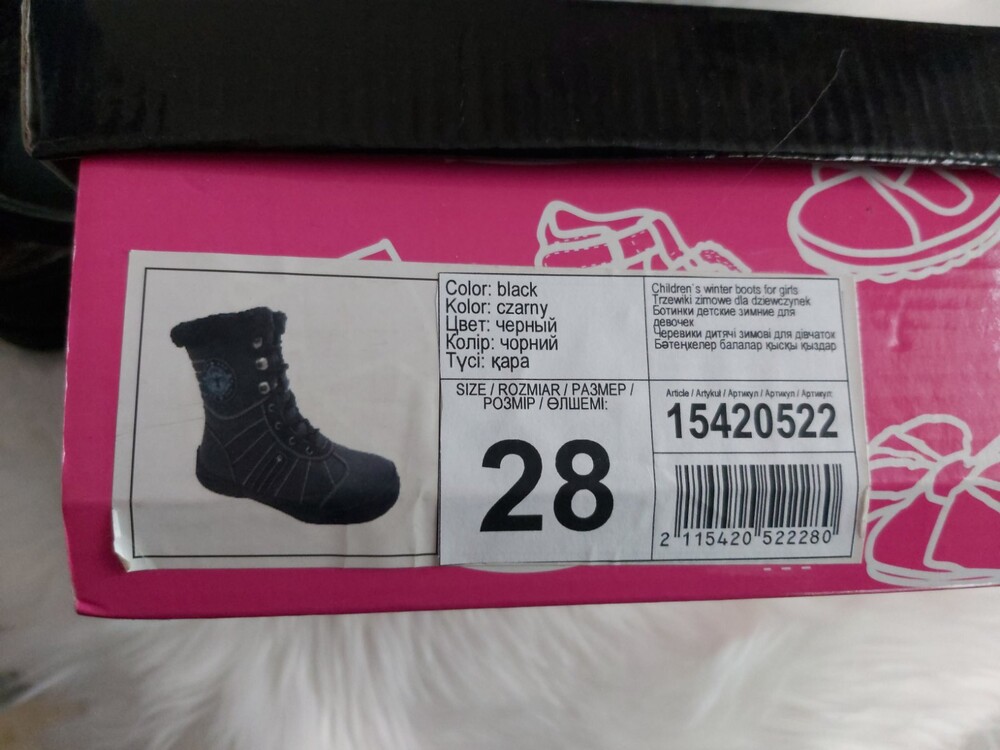 Color: black
Kolor: czarny
Цвет: черный
Колір: чорний
Түсі: қара
SIZE / ROZMIAR / РАЗМЕР /
РОЗМІР / ӨЛШЕМІ:
28
Children`s winter boots for girls
Trzewiki zimowe dla dziewczynek
Ботинки детские зимние для
девочек
Черевики дитячі зимові для дівчаток
Бәтеңкелер балалар қысқы қыздар
Article / Artykuł / Артикул / Артикул / Артикул:
15420522
2 115420 522280